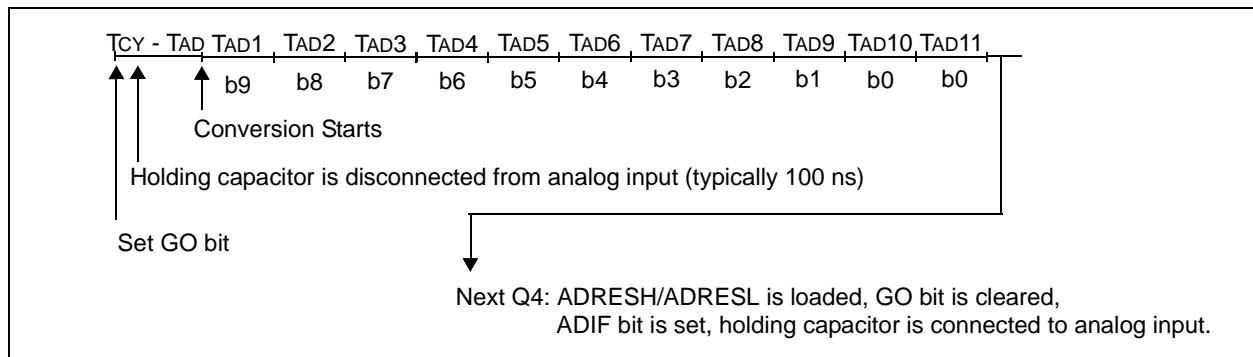 TCY - TAD TAD1 TAD2 TAD3 TAD4 TAD5 TAD6 TAD7 TAD8 TAD9 TAD10 TAD11
b9 b8 b7 b6 b5 b4 b3 b2 b1 b0 b0
Conversion Starts
Holding capacitor is disconnected from analog input (typically 100 ns)
Set GO bit
Next Q4: ADRESH/ADRESL is loaded, GO bit is cleared,
ADIF bit is set, holding capacitor is connected to analog input.